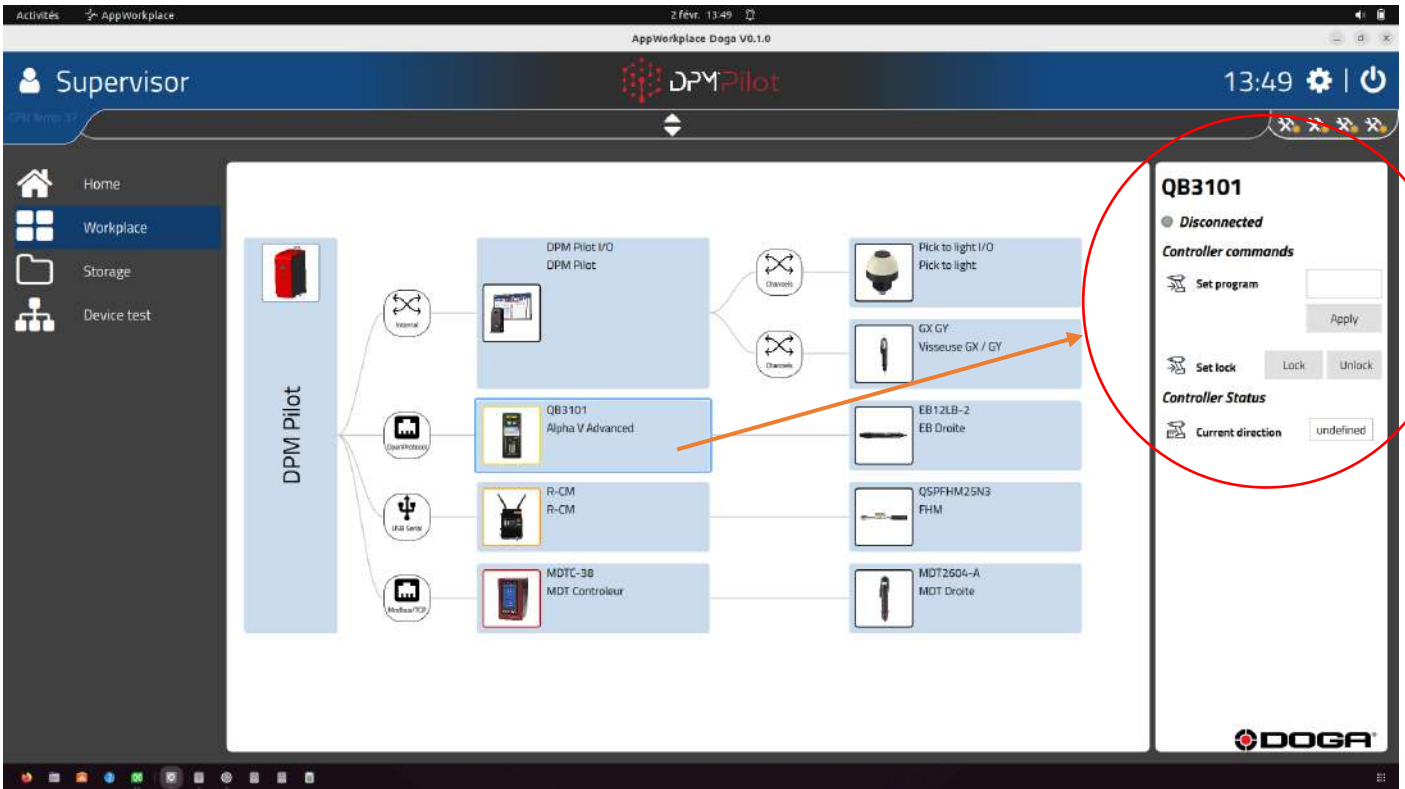 Activités AppWorkplace 2 févr. 13:49
AppWorkplace Doga V0.1.0
Supervisor DPMPilot 13:49
Home
Workplace
Storage
Device test
DPM Pilot
Internal
OpenProtocol
USB Serial
Modbus/TCP
DPM Pilot I/O
DPM Pilot
Channels
Channels
Pick to light I/O
Pick to light
GX GY
Visseuse GX / GY
QB3101
Alpha V Advanced
EB12LB-2
EB Droite
R-CM
R-CM
QSPFHM25N3
FHM
MDTC-38
MDT Controleur
MDT2604-A
MDT Droite
QB3101
Disconnected
Controller commands
Set program
Apply
Set lock Lock Unlock
Controller Status
Current direction undefined
DOGA